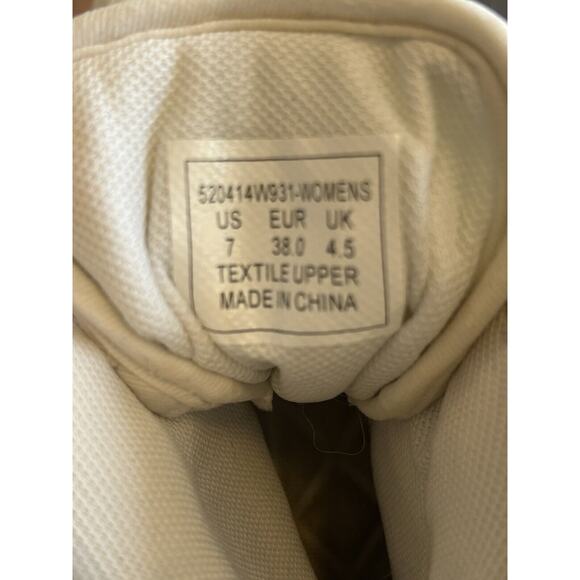 520414W931-WOMENS
US EUR UK
7 38.0 4.5
TEXTILE UPPER
MADE IN CHINA